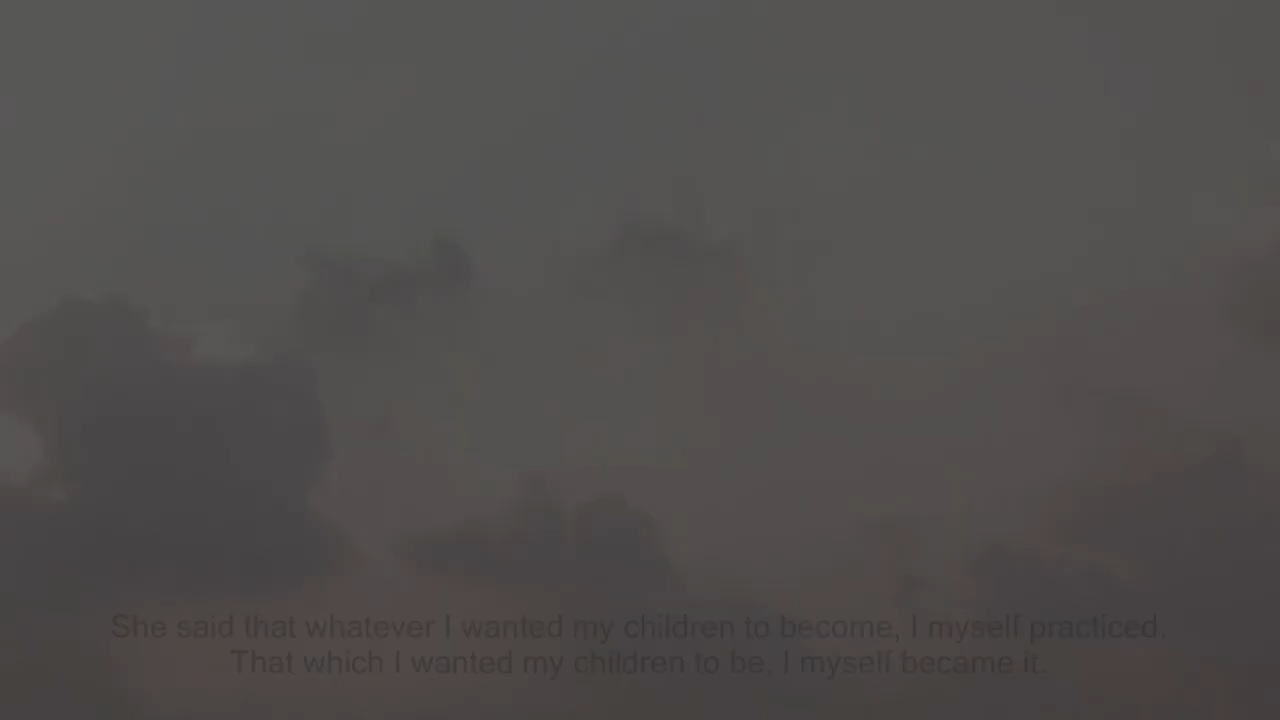 She said that whatever I wanted my children to become, I myself practiced.
That which I wanted my children to be, I myself became it.